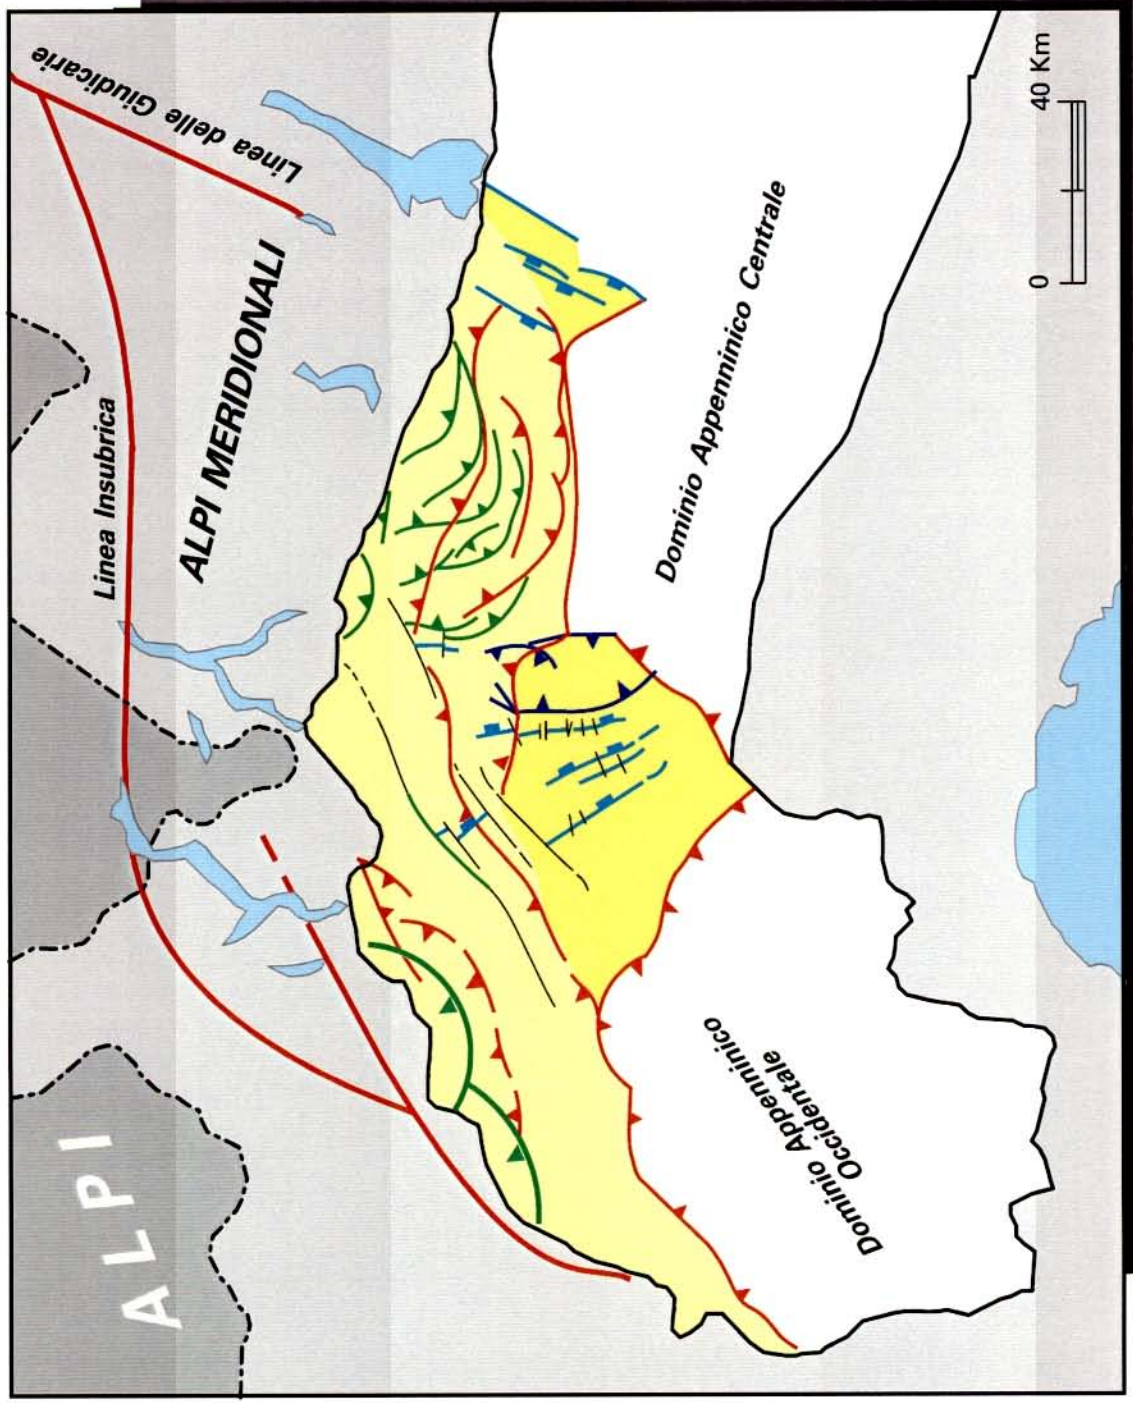 Linea delle Giudicarie
Linea Insubrica
ALPI MERIDIONALI
ALPI
Dominio Appenninico Centrale
Dominio Appenninico
Occidentale
0 40 Km